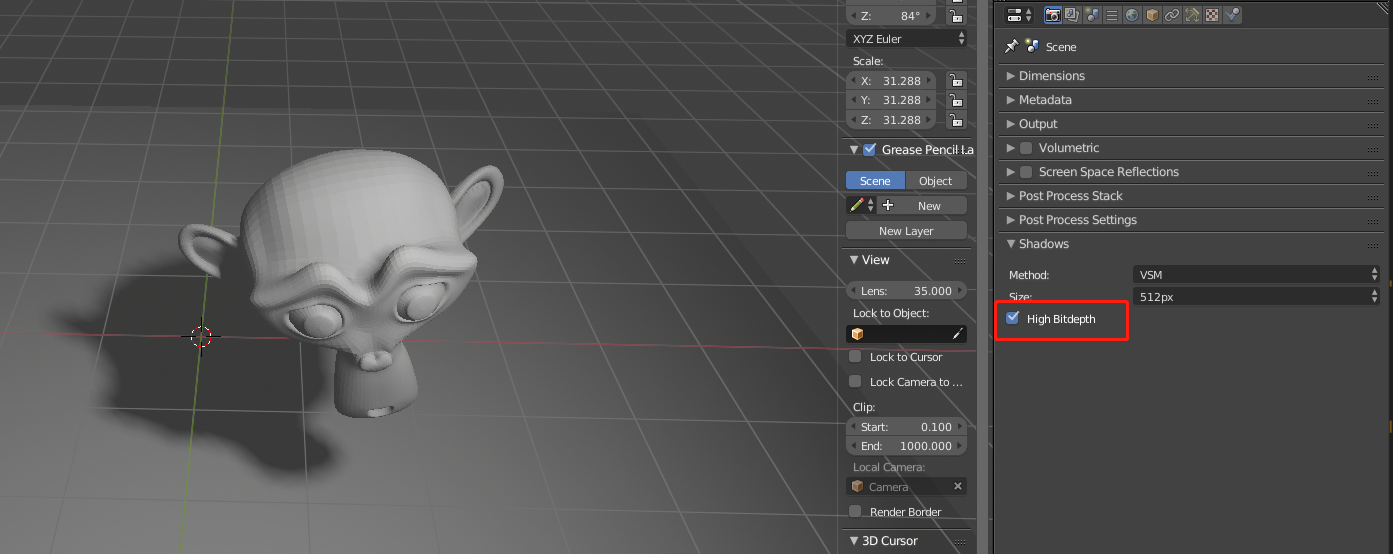 Z: 84°
XYZ Euler
Scale:
X: 31.288
Y: 31.288
Z: 31.288
Grease Pencil La
Scene Object
New
New Layer
View
Lens: 35.000
Lock to Object:
Lock to Cursor
Lock Camera to ...
Clip:
Start: 0.100
End: 1000.000
Local Camera:
Camera
Render Border
3D Cursor
Scene
Dimensions
Metadata
Output
Volumetric
Screen Space Reflections
Post Process Stack
Post Process Settings
Shadows
Method: VSM
Size: 512px
High Bitdepth